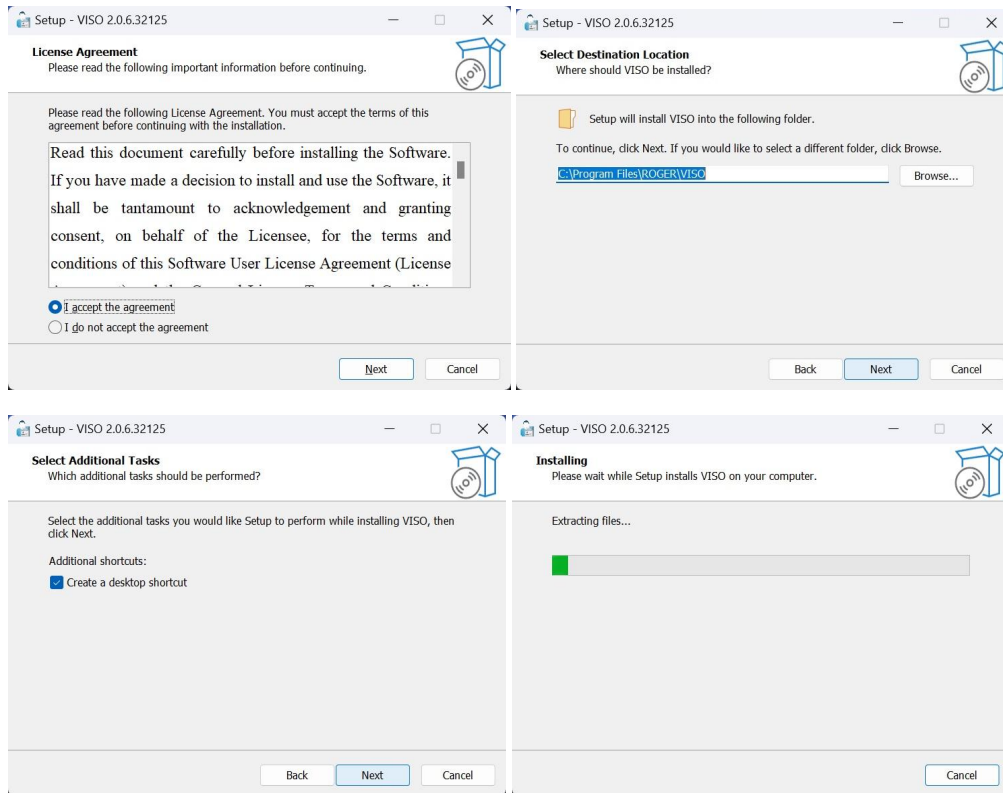 Setup - VISO 2.0.6.32125
License Agreement
Please read the following important information before continuing.
Please read the following License Agreement. You must accept the terms of this
agreement before continuing with the installation.
Read this document carefully before installing the Software.
If you have made a decision to install and use the Software, it
shall be tantamount to acknowledgement and granting
consent, on behalf of the Licensee, for the terms and
conditions of this Software User License Agreement (License
I accept the agreement
I do not accept the agreement
Next
Cancel
Setup - VISO 2.0.6.32125
Select Destination Location
Where should VISO be installed?
Setup will install VISO into the following folder.
To continue, click Next. If you would like to select a different folder, click Browse.
C:\Program Files\ROGER\VISO
Browse...
Back
Next
Cancel
Setup - VISO 2.0.6.32125
Select Additional Tasks
Which additional tasks should be performed?
Select the additional tasks you would like Setup to perform while installing VISO, then
click Next.
Additional shortcuts:
Create a desktop shortcut
Back
Next
Cancel
Setup - VISO 2.0.6.32125
Installing
Please wait while Setup installs VISO on your computer.
Extracting files...
Cancel